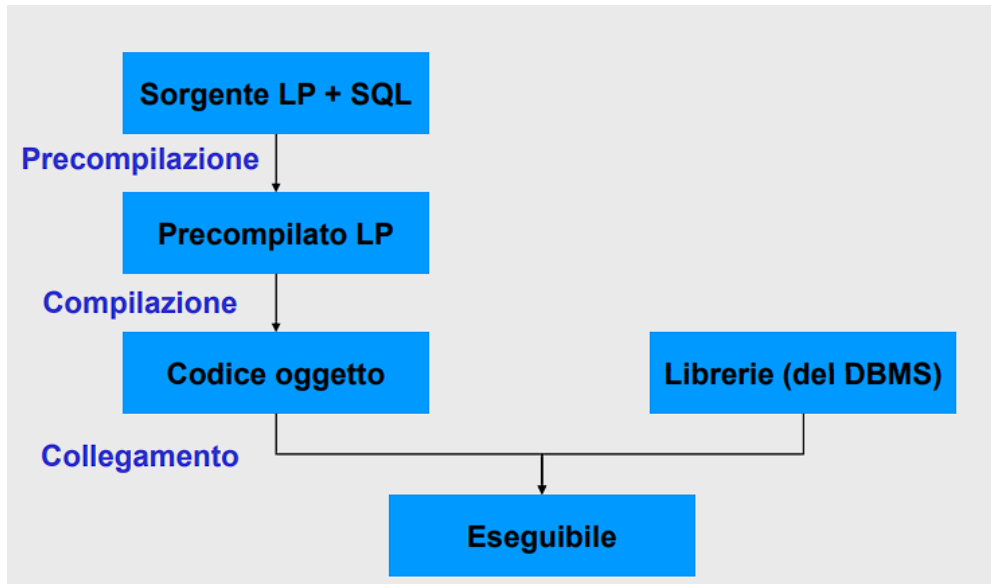 Sorgente LP + SQL
Precompilazione
Precompilato LP
Compilazione
Codice oggetto
Librerie (del DBMS)
Collegamento
Eseguibile